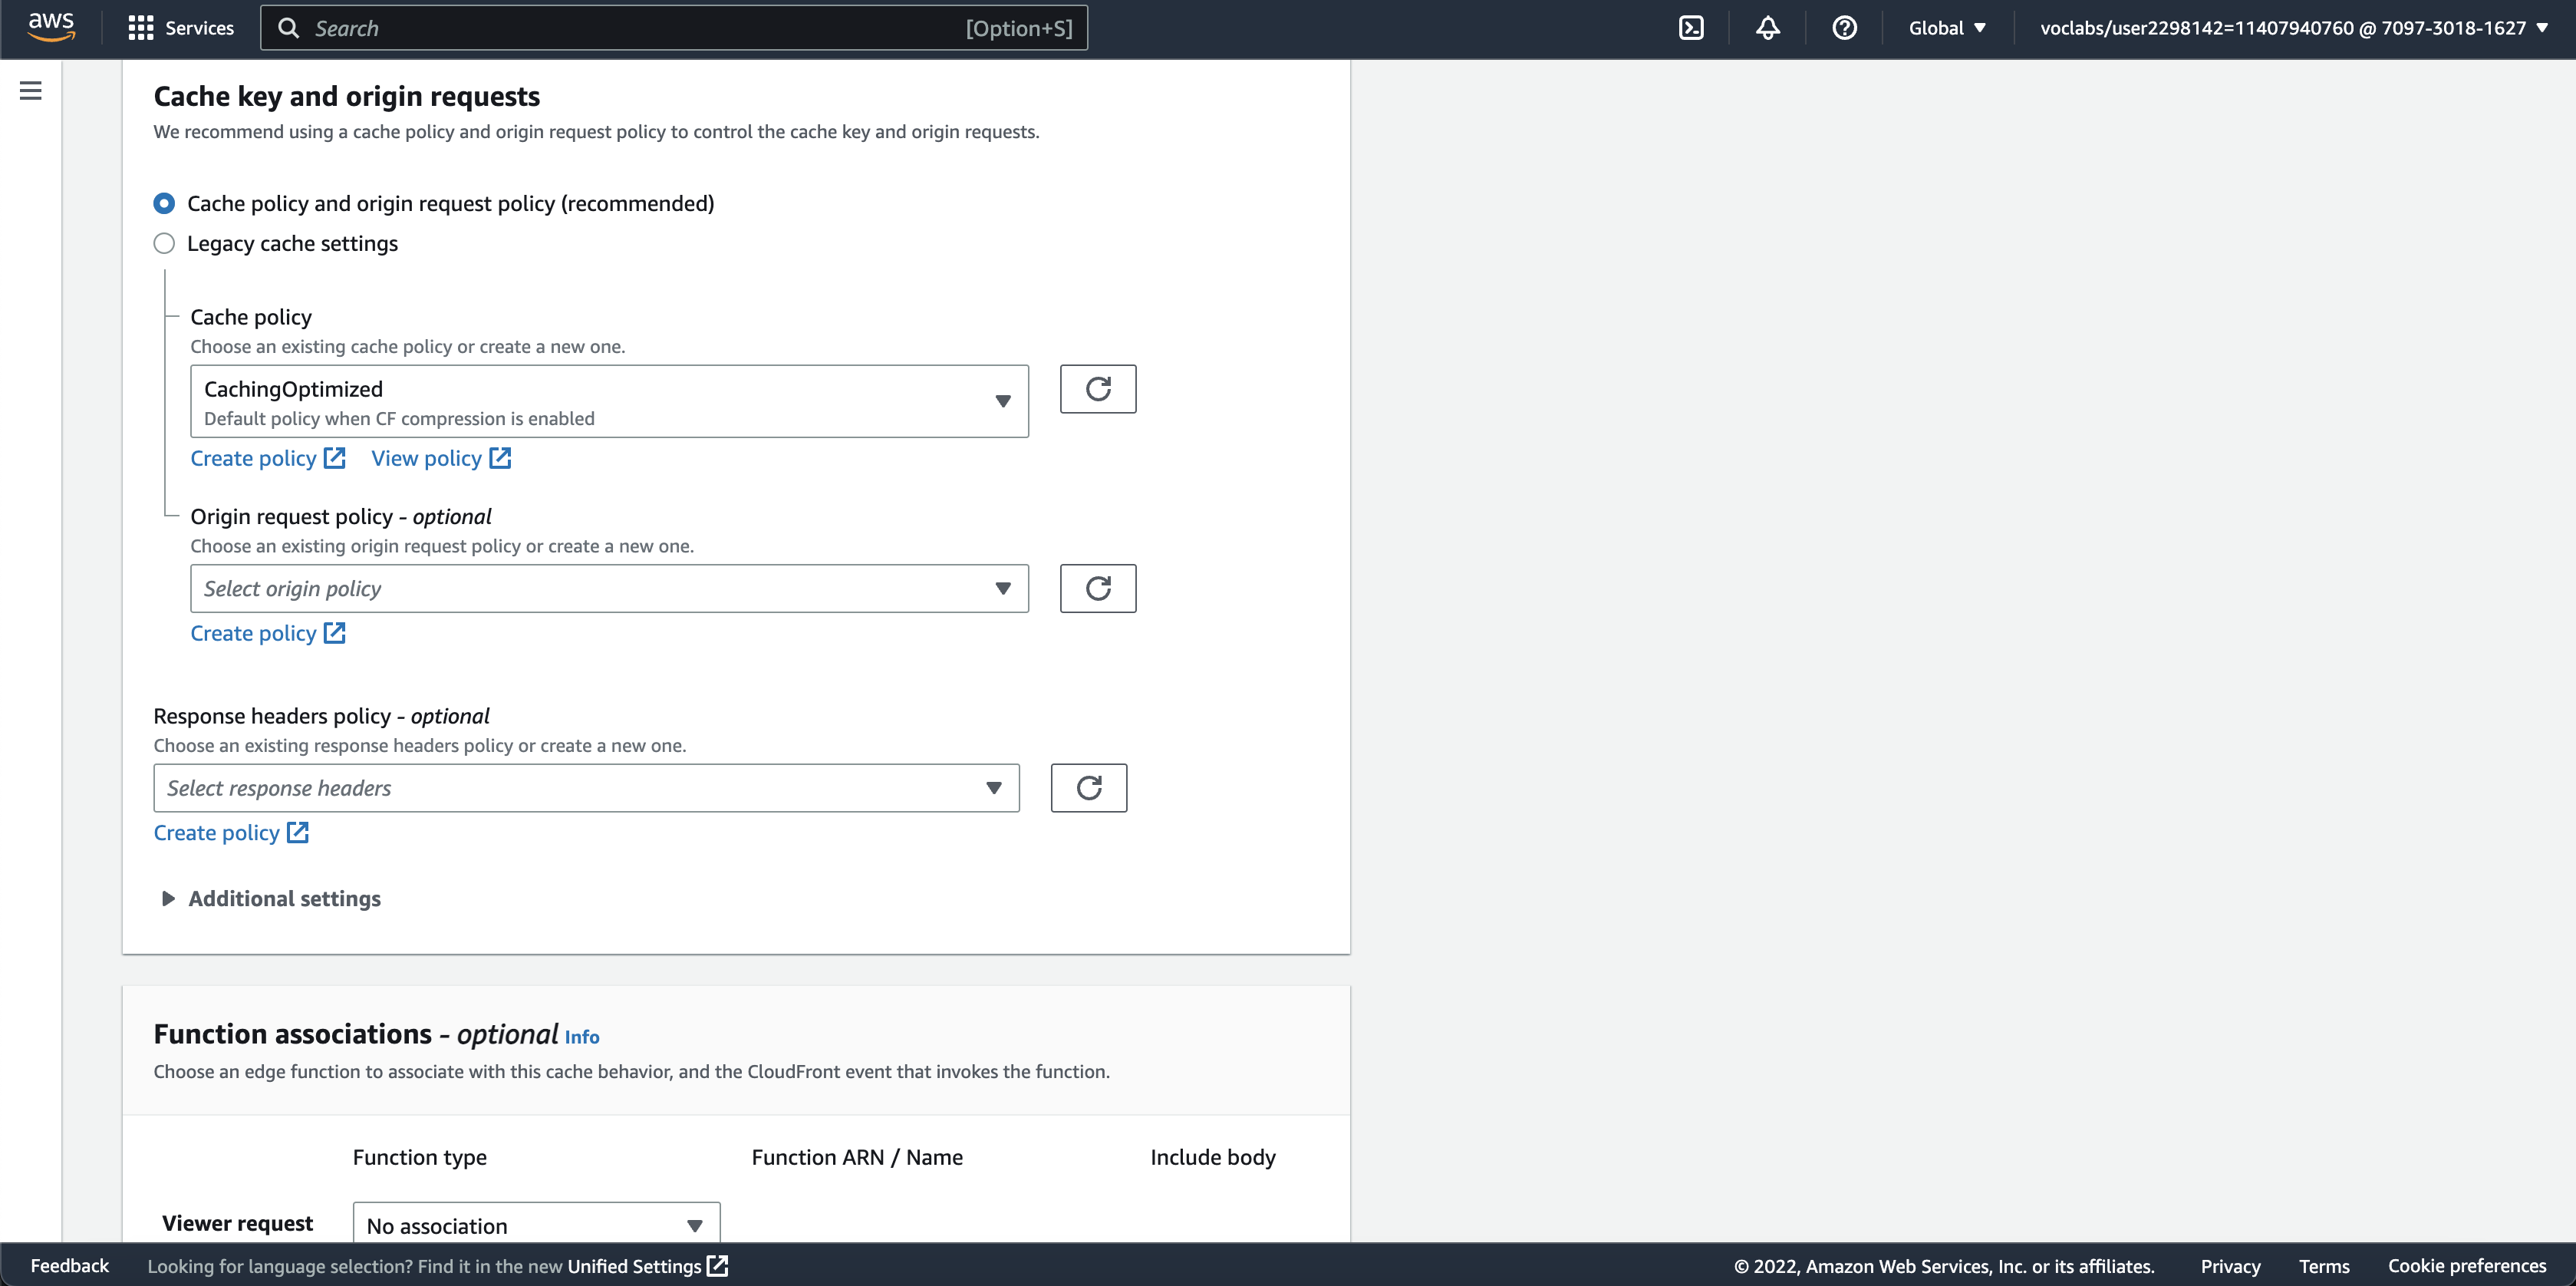 aws
Services
Search [Option+S]
Global
voclabs/user2298142=11407940760 @ 7097-3018-1627
Cache key and origin requests
We recommend using a cache policy and origin request policy to control the cache key and origin requests.
Cache policy and origin request policy (recommended)
Legacy cache settings
Cache policy
Choose an existing cache policy or create a new one.
CachingOptimized
Default policy when CF compression is enabled
Create policy View policy
Origin request policy - optional
Choose an existing origin request policy or create a new one.
Select origin policy
Create policy
Response headers policy - optional
Choose an existing response headers policy or create a new one.
Select response headers
Create policy
Additional settings
Function associations - optional Info
Choose an edge function to associate with this cache behavior, and the CloudFront event that invokes the function.
Function type Function ARN / Name Include body
Viewer request No association
Feedback Looking for language selection? Find it in the new Unified Settings © 2022, Amazon Web Services, Inc. or its affiliates. Privacy Terms Cookie preferences